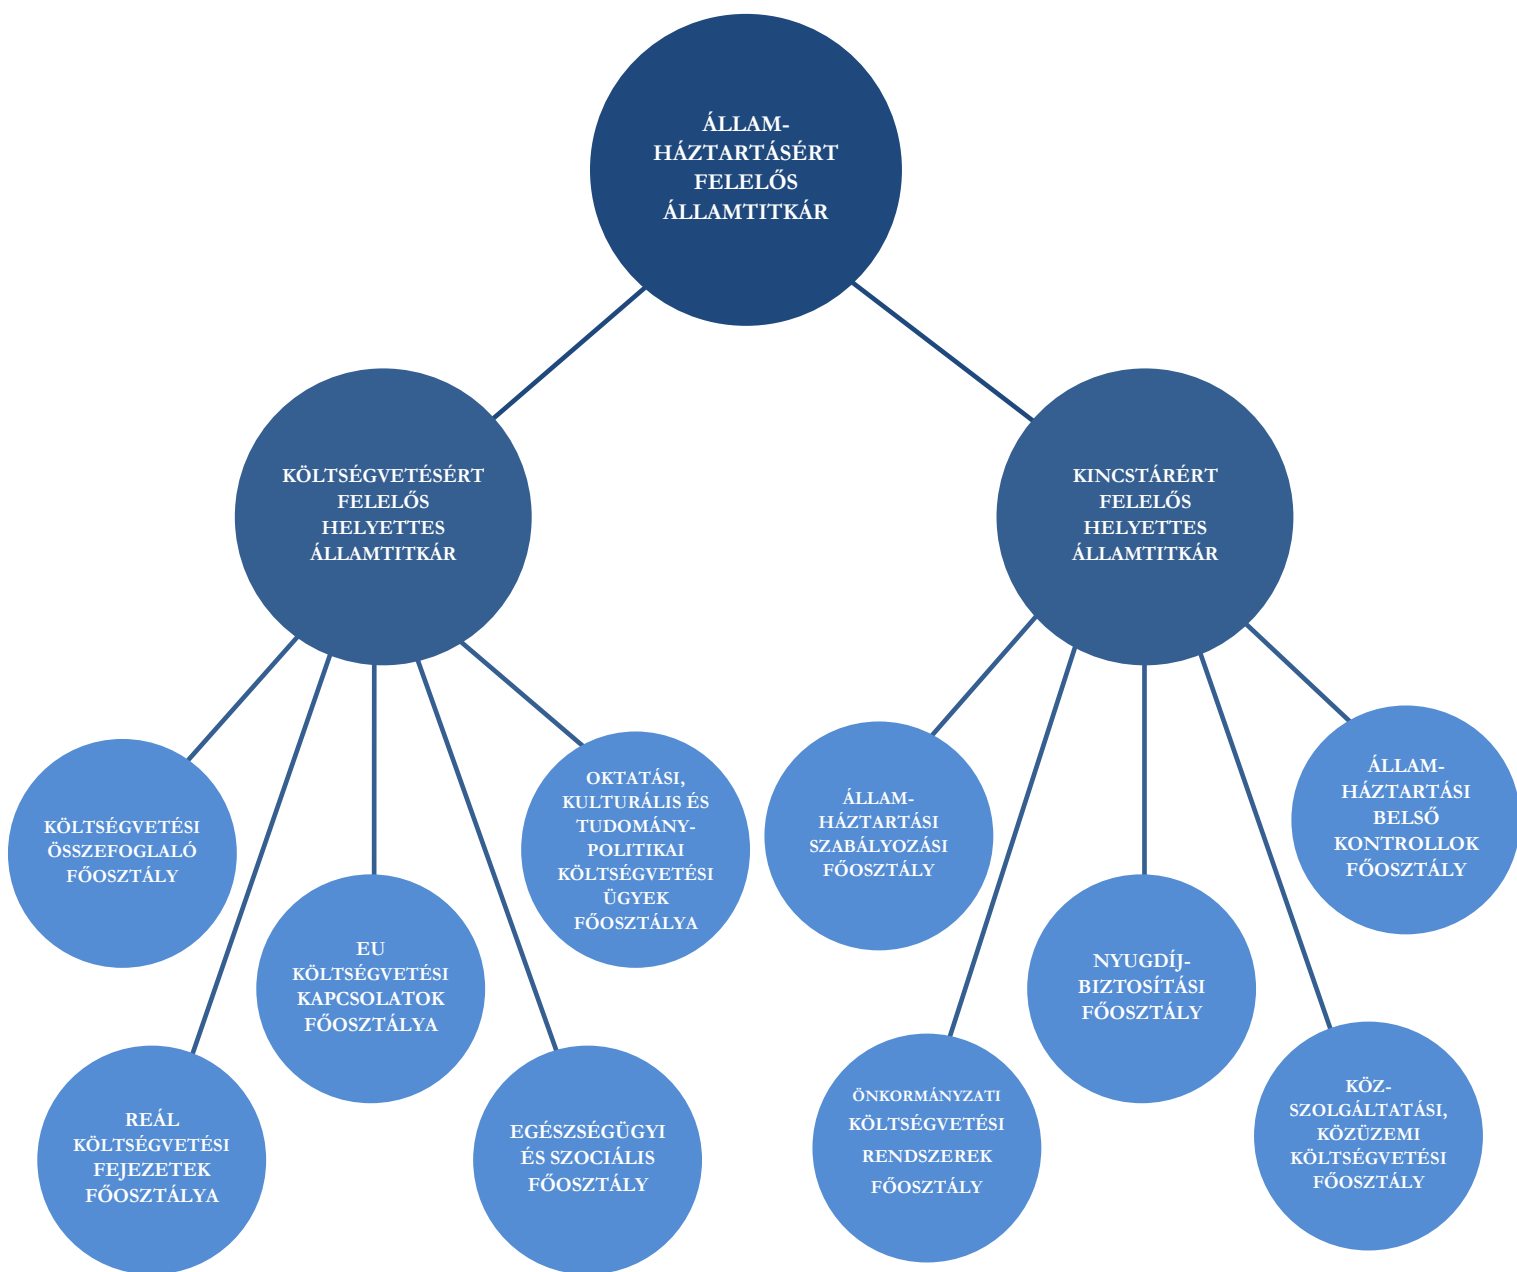 ÁLLAM-
HÁZTARTÁSÉRT
FELELŐS
ÁLLAMTITKÁR
KÖLTSÉGVETÉSÉRT
FELELŐS
HELYETTES
ÁLLAMTITKÁR
KINCSTÁRÉRT
FELELŐS
HELYETTES
ÁLLAMTITKÁR
KÖLTSÉGVETÉSI
ÖSSZEFOGLALÓ
FŐOSZTÁLY
REÁL
KÖLTSÉGVETÉSI
FEJEZETEK
FŐOSZTÁLYA
EU
KÖLTSÉGVETÉSI
KAPCSOLATOK
FŐOSZTÁLYA
EGÉSZSÉGÜGYI
ÉS SZOCIÁLIS
FŐOSZTÁLY
OKTATÁSI,
KULTURÁLIS ÉS
TUDOMÁNY-
POLITIKAI
KÖLTSÉGVETÉSI
ÜGYEK
FŐOSZTÁLYA
ÁLLAM-
HÁZTARTÁSI
SZABÁLYOZÁSI
FŐOSZTÁLY
ÖNKORMÁNYZATI
KÖLTSÉGVETÉSI
RENDSZEREK
FŐOSZTÁLY
NYUGDÍJ-
BIZTOSÍTÁSI
FŐOSZTÁLY
KÖZ-
SZOLGÁLTATÁSI,
KÖZÜZEMI
KÖLTSÉGVETÉSI
FŐOSZTÁLY
ÁLLAM-
HÁZTARTÁSI
BELSŐ
KONTROLLOK
FŐOSZTÁLY